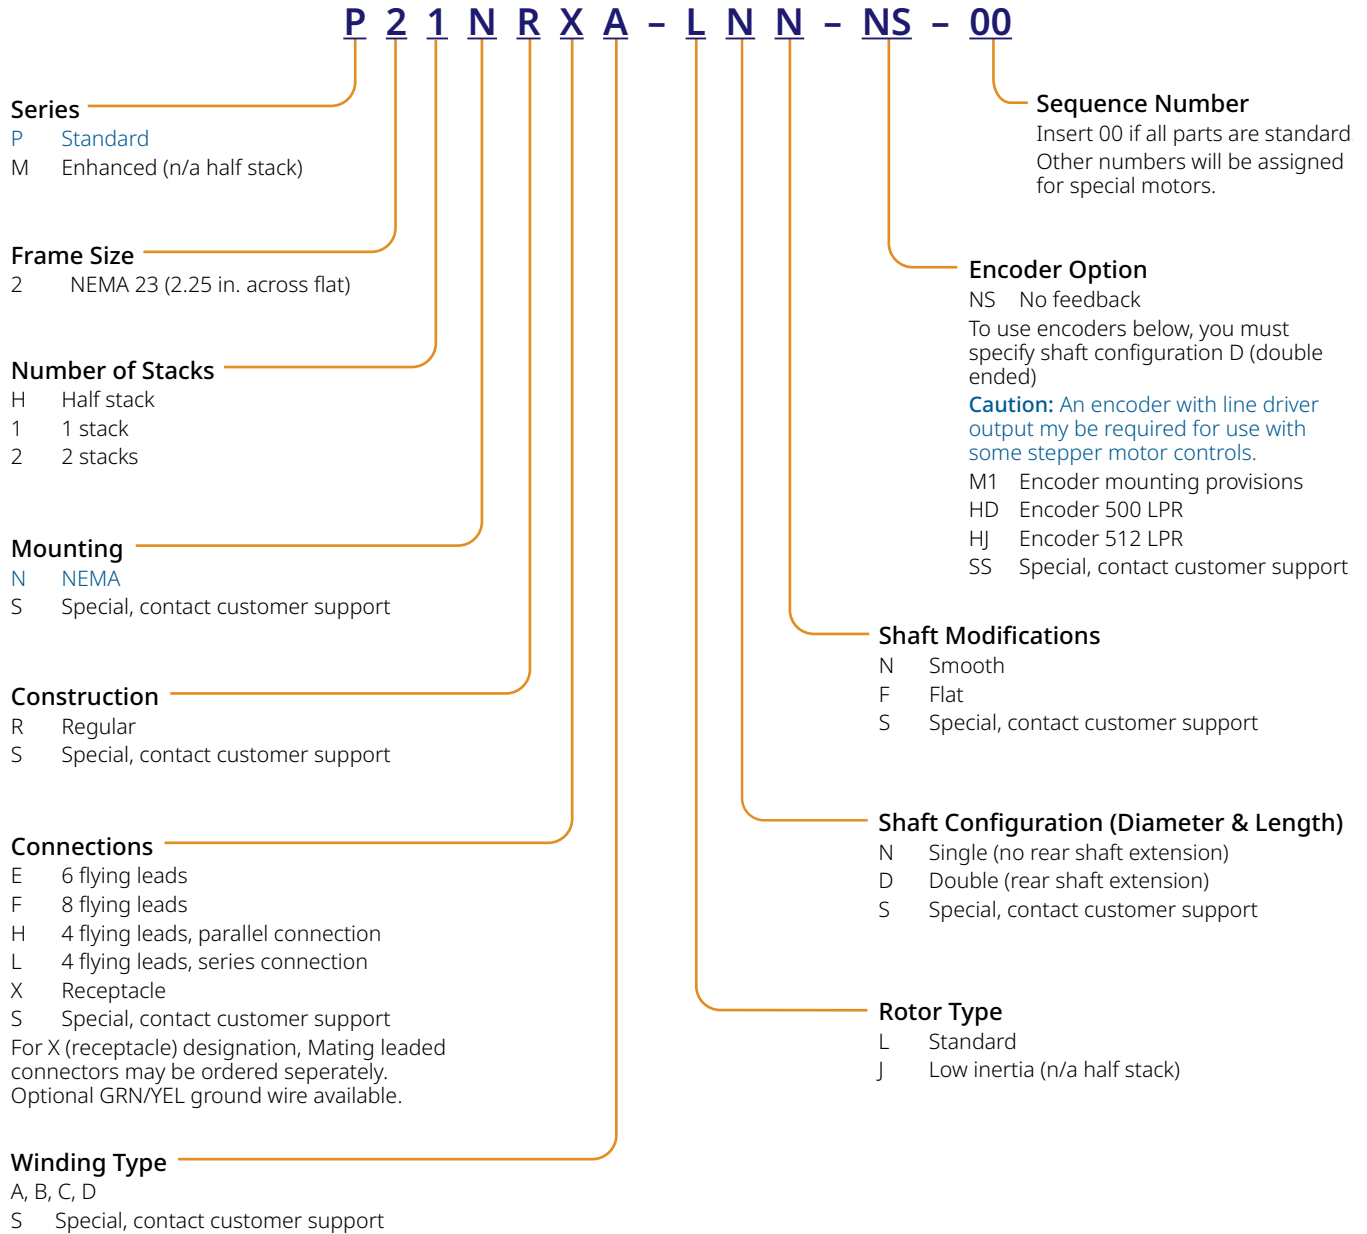 P 2 1 N R X A – L N N – NS – 00
Series
P Standard
M Enhanced (n/a half stack)
Frame Size
2 NEMA 23 (2.25 in. across flat)
Number of Stacks
H Half stack
1 1 stack
2 2 stacks
Mounting
N NEMA
S Special, contact customer support
Construction
R Regular
S Special, contact customer support
Connections
E 6 flying leads
F 8 flying leads
H 4 flying leads, parallel connection
L 4 flying leads, series connection
X Receptacle
S Special, contact customer support
For X (receptacle) designation, Mating leaded
connectors may be ordered seperately.
Optional GRN/YEL ground wire available.
Winding Type
A, B, C, D
S Special, contact customer support
Sequence Number
Insert 00 if all parts are standard
Other numbers will be assigned
for special motors.
Encoder Option
NS No feedback
To use encoders below, you must
specify shaft configuration D (double
ended)
Caution: An encoder with line driver
output my be required for use with
some stepper motor controls.
M1 Encoder mounting provisions
HD Encoder 500 LPR
HJ Encoder 512 LPR
SS Special, contact customer support
Shaft Modifications
N Smooth
F Flat
S Special, contact customer support
Shaft Configuration (Diameter & Length)
N Single (no rear shaft extension)
D Double (rear shaft extension)
S Special, contact customer support
Rotor Type
L Standard
J Low inertia (n/a half stack)